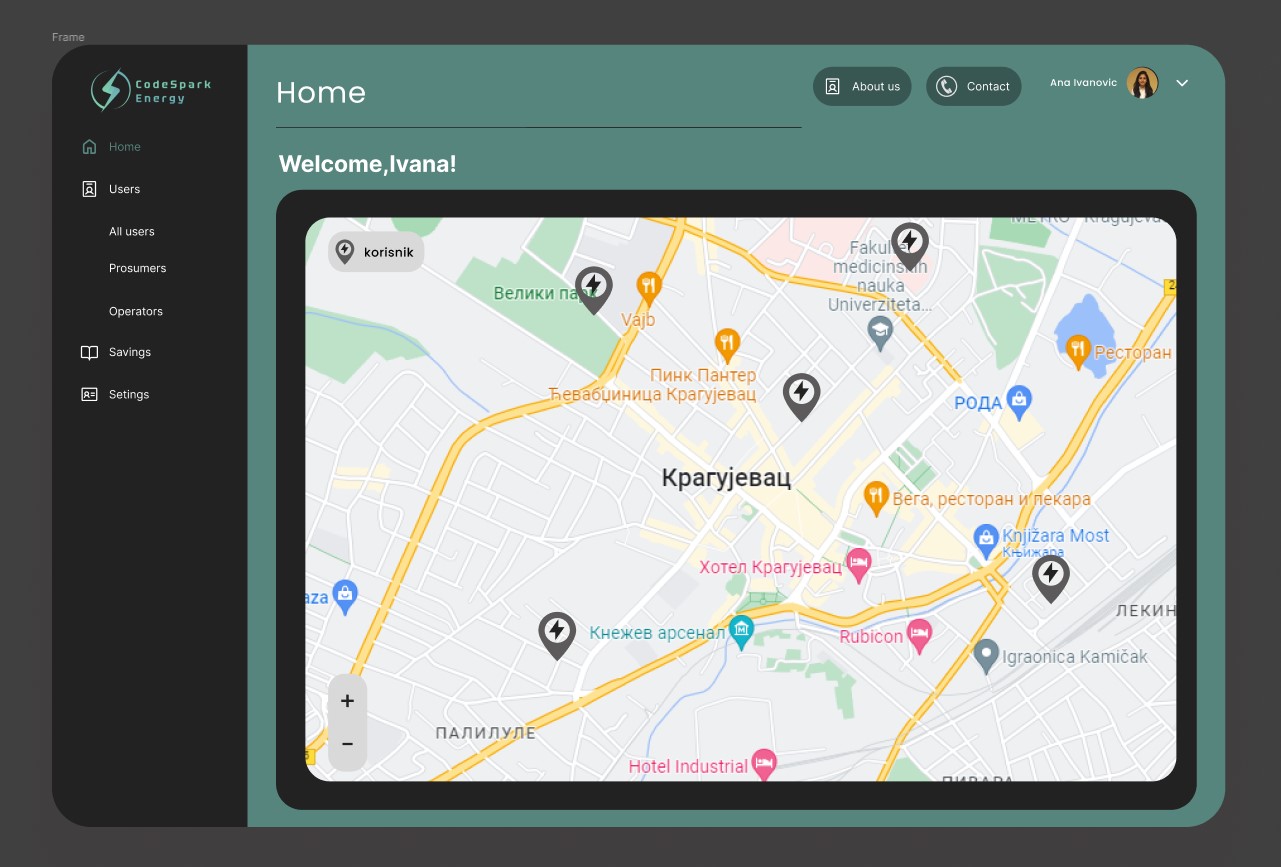 Frame
CodeSpark
Energy
Home
Users
All users
Prosumers
Operators
Savings
Setings
Home
About us
Contact
Ana Ivanovic
Welcome,Ivana!
korisnik
Велики парк
Vajb
Пинк Пантер
Ћевабџиница Крагујевац
Fakultet
medicinskih
nauka
Univerziteta...
Ресторан
РОДА
Крагујевац
Вега, ресторан и пекара
Knjižara Most
Књижара
Хотел Крагујевац
aza
ЛЕКИН
Кнежев арсенал
Rubicon
Igraonica Kamičak
+
−
ПАЛИЛУЛЕ
Hotel Industrial
ПИВАРА